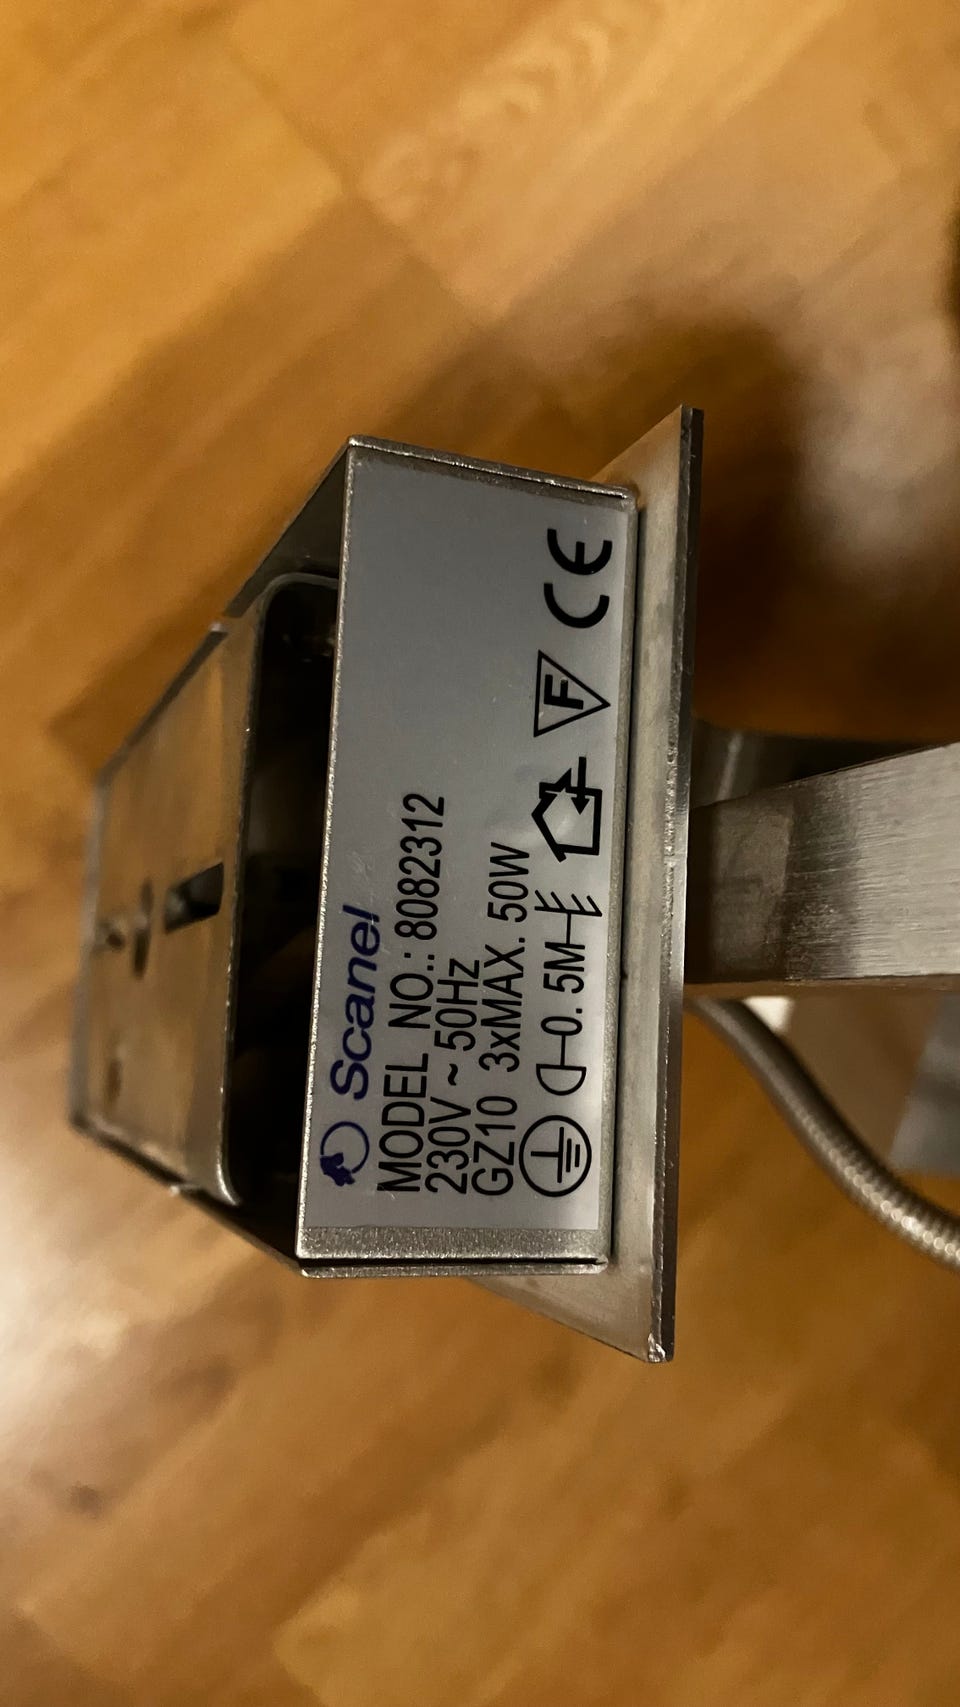 Scanel
MODEL NO.: 8082312
230V ~ 50Hz
GZ10 3xMAX. 50W
0.5M F CE